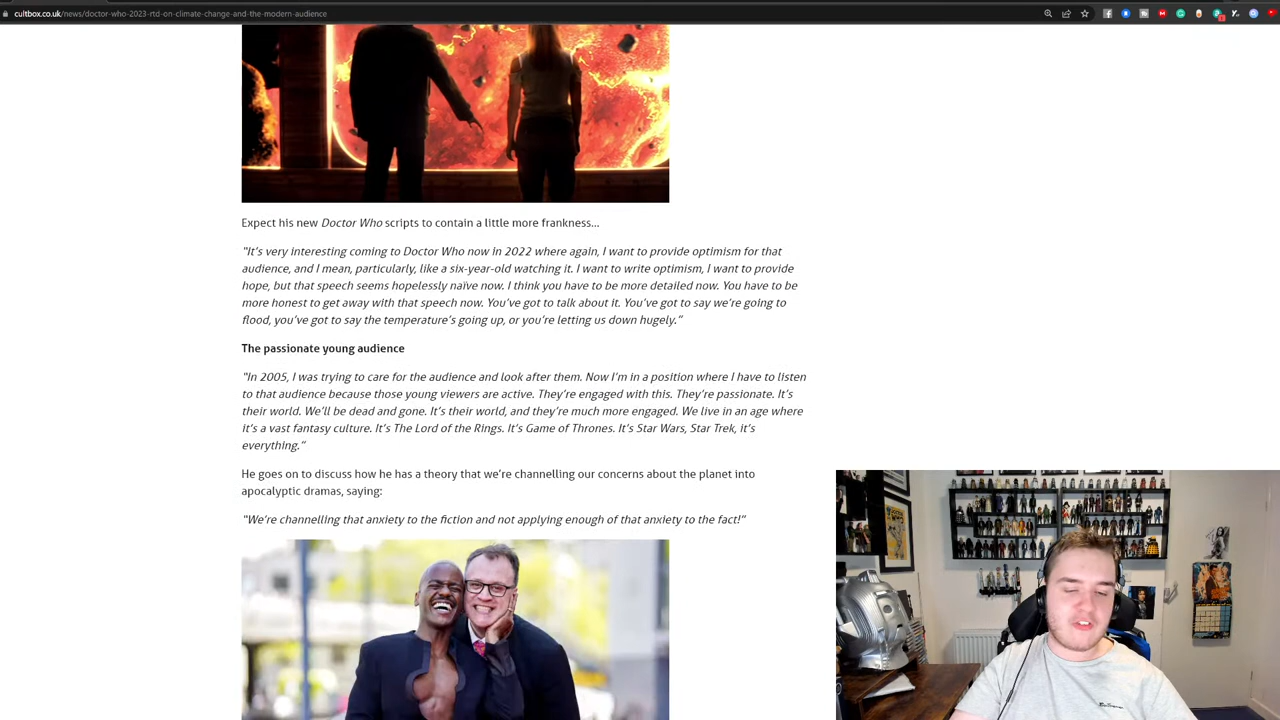 cultbox.co.uk/news/doctor-who-2023-rtd-on-climate-change-and-the-modern-audience
Expect his new Doctor Who scripts to contain a little more frankness…
“It’s very interesting coming to Doctor Who now in 2022 where again, I want to provide optimism for that
audience, and I mean, particularly, like a six-year-old watching it. I want to write optimism, I want to provide
hope, but that speech seems hopelessly naïve now. I think you have to be more detailed now. You have to be
more honest to get away with that speech now. You’ve got to talk about it. You’ve got to say we’re going to
flood, you’ve got to say the temperature’s going up, or you’re letting us down hugely.”
The passionate young audience
“In 2005, I was trying to care for the audience and look after them. Now I’m in a position where I have to listen
to that audience because those young viewers are active. They’re engaged with this. They’re passionate. It’s
their world. We’ll be dead and gone. It’s their world, and they’re much more engaged. We live in an age where
it’s a vast fantasy culture. It’s The Lord of the Rings. It’s Game of Thrones. It’s Star Wars, Star Trek, it’s
everything.”
He goes on to discuss how he has a theory that we’re channelling our concerns about the planet into
apocalyptic dramas, saying:
“We’re channelling that anxiety to the fiction and not applying enough of that anxiety to the fact!”